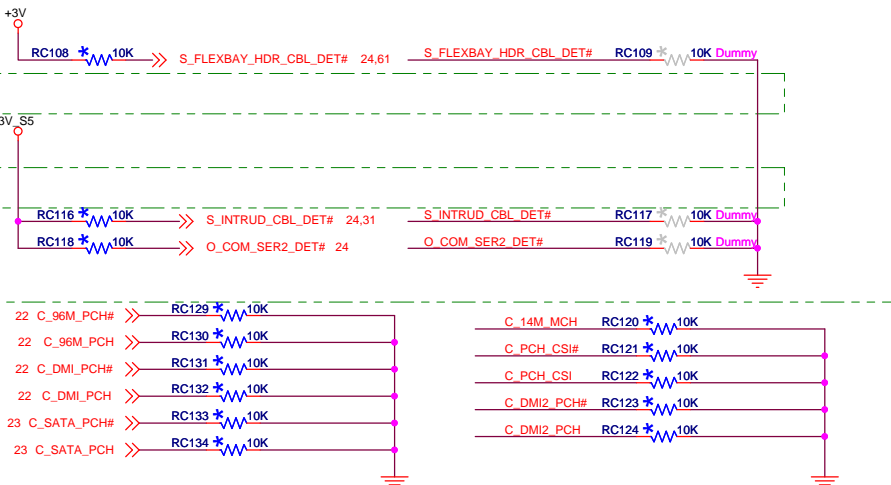 +3V
RC108 * 10K S_FLEXBAY_HDR_CBL_DET# 24,61 S_FLEXBAY_HDR_CBL_DET# RC109 * 10K Dummy
3V_S5
RC116 * 10K S_INTRUD_CBL_DET# 24,31 S_INTRUD_CBL_DET# RC117 * 10K Dummy
RC118 * 10K O_COM_SER2_DET# 24 O_COM_SER2_DET# RC119 * 10K Dummy
22 C_96M_PCH# RC129 * 10K
22 C_96M_PCH RC130 * 10K
22 C_DMI_PCH# RC131 * 10K
22 C_DMI_PCH RC132 * 10K
23 C_SATA_PCH# RC133 * 10K
23 C_SATA_PCH RC134 * 10K
C_14M_MCH RC120 * 10K
C_PCH_CSI# RC121 * 10K
C_PCH_CSI RC122 * 10K
C_DMI2_PCH# RC123 * 10K
C_DMI2_PCH RC124 * 10K